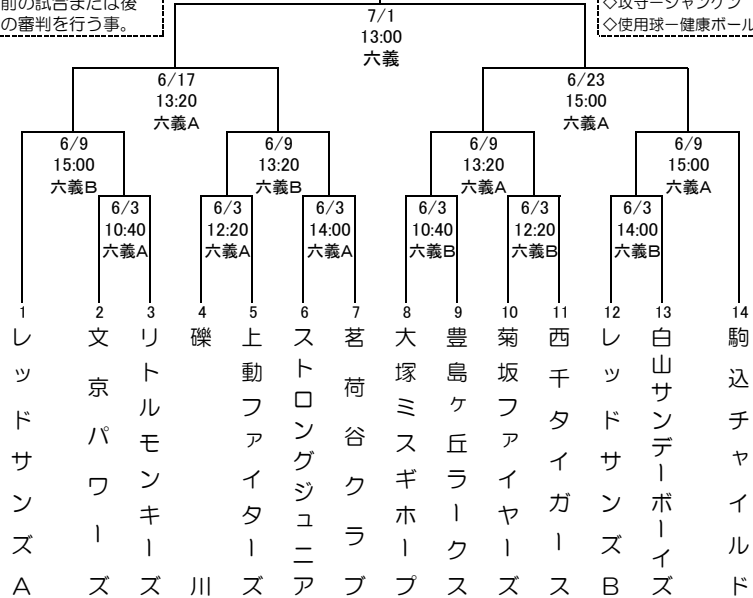 前の試合または後
の審判を行う事。
◇攻守ージャンケン
◇使用球ー健康ボール
7/1
13:00
六義
6/17
13:20
六義A
6/23
15:00
六義A
6/9
15:00
六義B
6/9
13:20
六義B
6/9
13:20
六義A
6/9
15:00
六義A
6/3
10:40
六義A
6/3
12:20
六義A
6/3
14:00
六義A
6/3
10:40
六義B
6/3
12:20
六義B
6/3
14:00
六義B
1
レッドサンズA
2
文京パワーズ
3
リトルモンキーズ
4
礫川
5
上動ファイターズ
6
ストロングジュニア
7
茗荷谷クラブ
8
大塚ミスギホープ
9
豊島ヶ丘ラークス
10
菊坂ファイヤーズ
11
西千タイガース
12
レッドサンズB
13
白山サンデーボーイズ
14
駒込チャイルド